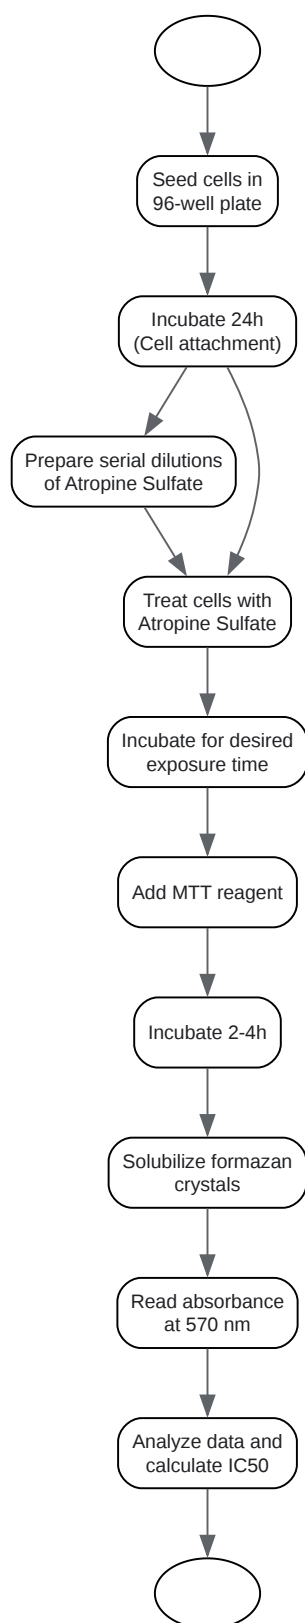 Seed cells in
96-well plate
Incubate 24h
(Cell attachment)
Prepare serial dilutions
of Atropine Sulfate
Treat cells with
Atropine Sulfate
Incubate for desired
exposure time
Add MTT reagent
Incubate 2-4h
Solubilize formazan
crystals
Read absorbance
at 570 nm
Analyze data and
calculate IC50